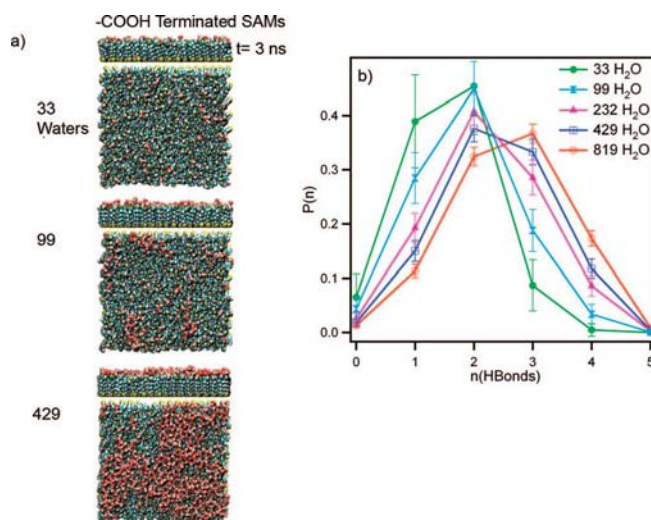 -COOH Terminated SAMs
a)
t= 3 ns
33
Waters
99
429
b)
33 H₂O
99 H₂O
232 H₂O
429 H₂O
819 H₂O
P(n)
0.4
0.3
0.2
0.1
0.0
0 1 2 3 4 5
n(HBonds)